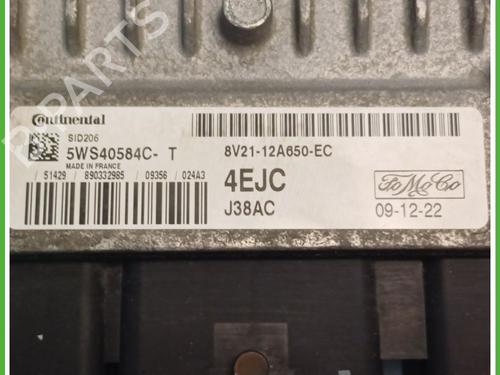 Continental
SID206
5WS40584C- T
MADE IN FRANCE
/ 51429 / 890332985 / 09356 / 024A3
8V21-12A650-EC
4EJC
J38AC
FoMoCo
09-12-22
B-PARTS